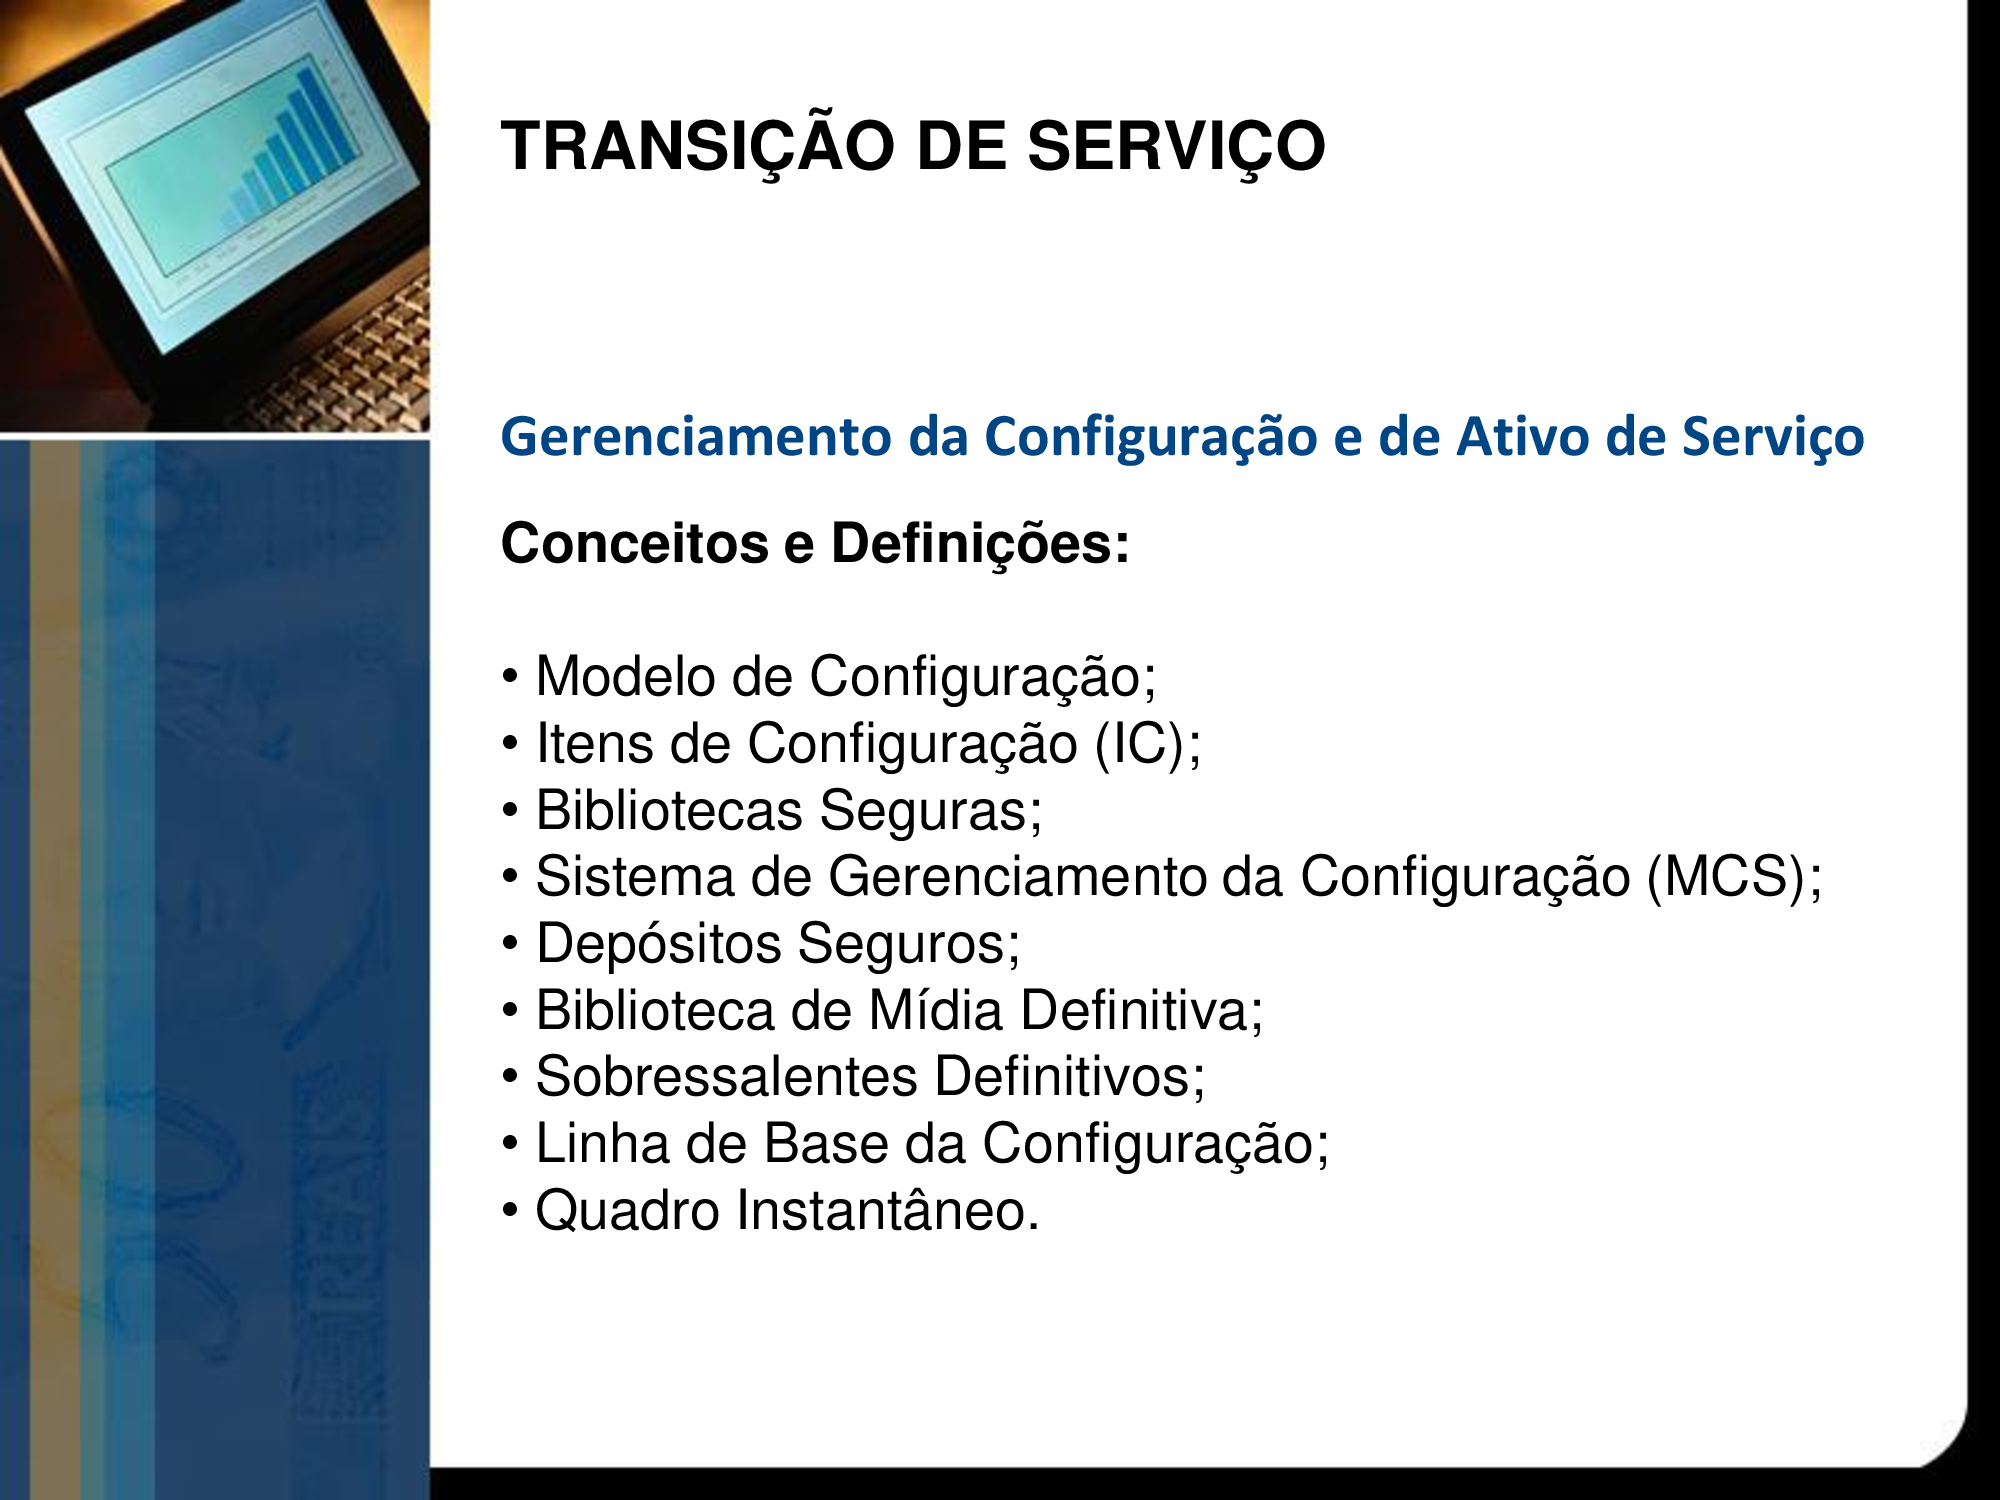 TRANSIÇÃO DE SERVIÇO
Gerenciamento da Configuração e de Ativo de Serviço
Conceitos e Definições:
• Modelo de Configuração;
• Itens de Configuração (IC);
• Bibliotecas Seguras;
• Sistema de Gerenciamento da Configuração (MCS);
• Depósitos Seguros;
• Biblioteca de Mídia Definitiva;
• Sobressalentes Definitivos;
• Linha de Base da Configuração;
• Quadro Instantâneo.
REAIS